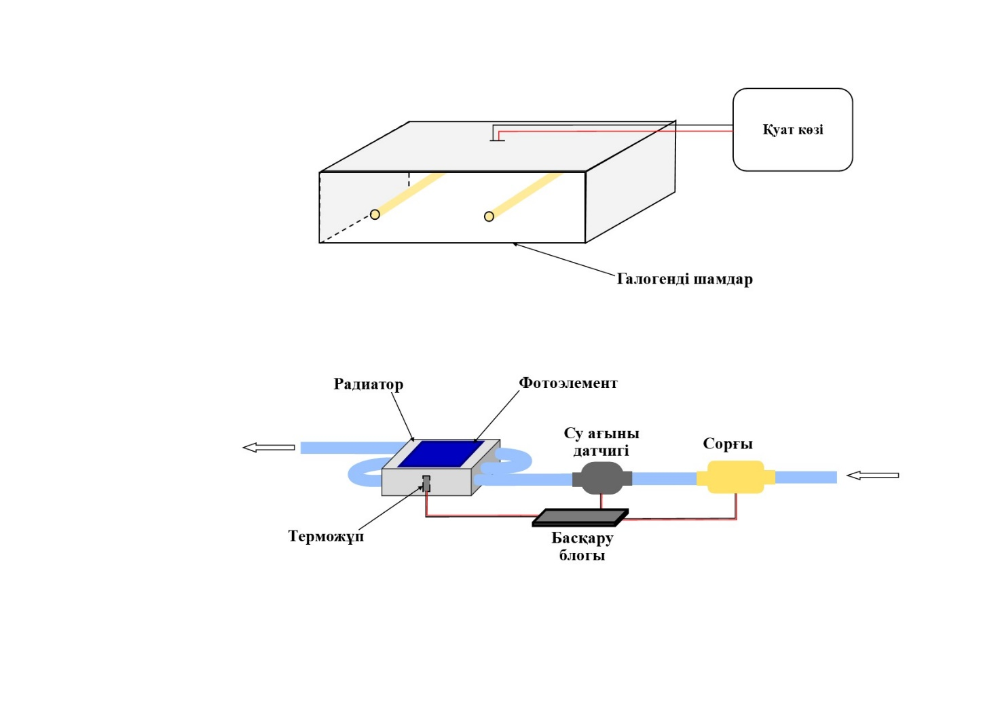 Қуат көзі
Галогенді шамдар
Радиатор
Фотоэлемент
Су ағыны
датчигі
Сорғы
Терможұп
Басқару
блогы